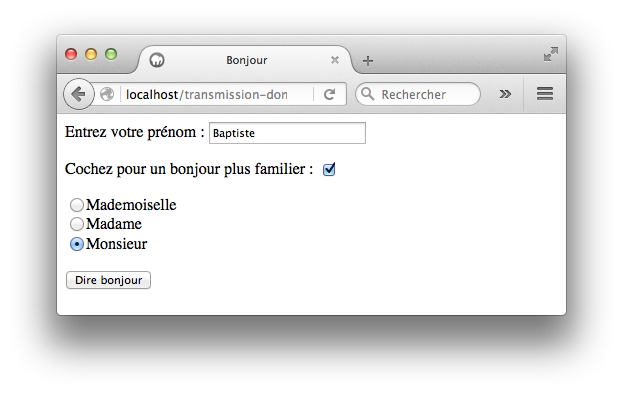 Bonjour
localhost/transmission-don
Rechercher
Entrez votre prénom : Baptiste
Cochez pour un bonjour plus familier :
Mademoiselle
Madame
Monsieur
Dire bonjour